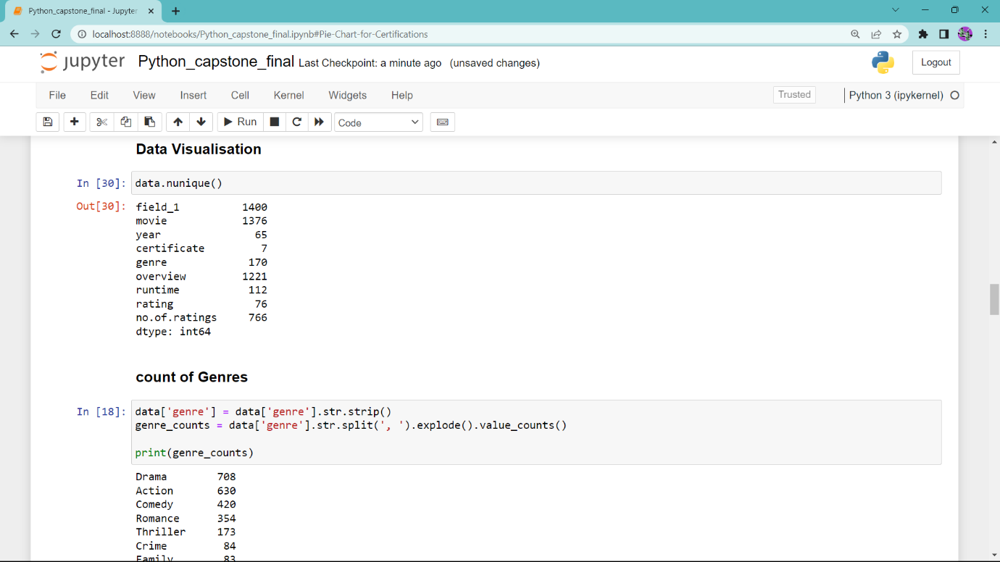 Python_capstone_final - Jupyter
localhost:8888/notebooks/Python_capstone_final.ipynb#Pie-Chart-for-Certifications
jupyter Python_capstone_final Last Checkpoint: a minute ago (unsaved changes)
Logout
File Edit View Insert Cell Kernel Widgets Help
Trusted
Python 3 (ipykernel)
Run
Code
Data Visualisation
In [30]: data.nunique()
Out[30]: field_1 1400
movie 1376
year 65
certificate 7
genre 170
overview 1221
runtime 112
rating 76
no.of.ratings 766
dtype: int64
count of Genres
In [18]: data['genre'] = data['genre'].str.strip()
genre_counts = data['genre'].str.split(', ').explode().value_counts()
print(genre_counts)
Drama 708
Action 630
Comedy 420
Romance 354
Thriller 173
Crime 84
Family 83